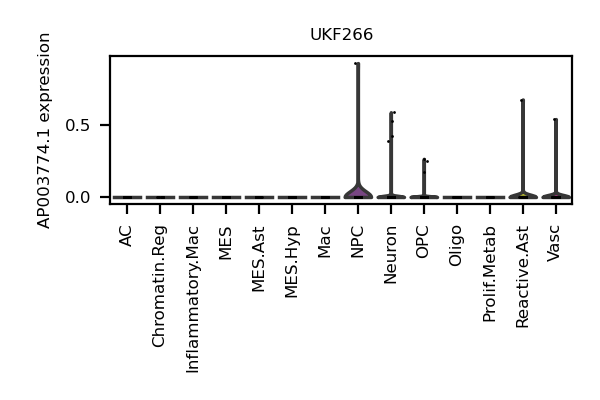 UKF266
AP003774.1 expression
0.5
0.0
AC
Chromatin.Reg
Inflammatory.Mac
MES
MES.Ast
MES.Hyp
Mac
NPC
Neuron
OPC
Oligo
Prolif.Metab
Reactive.Ast
Vasc